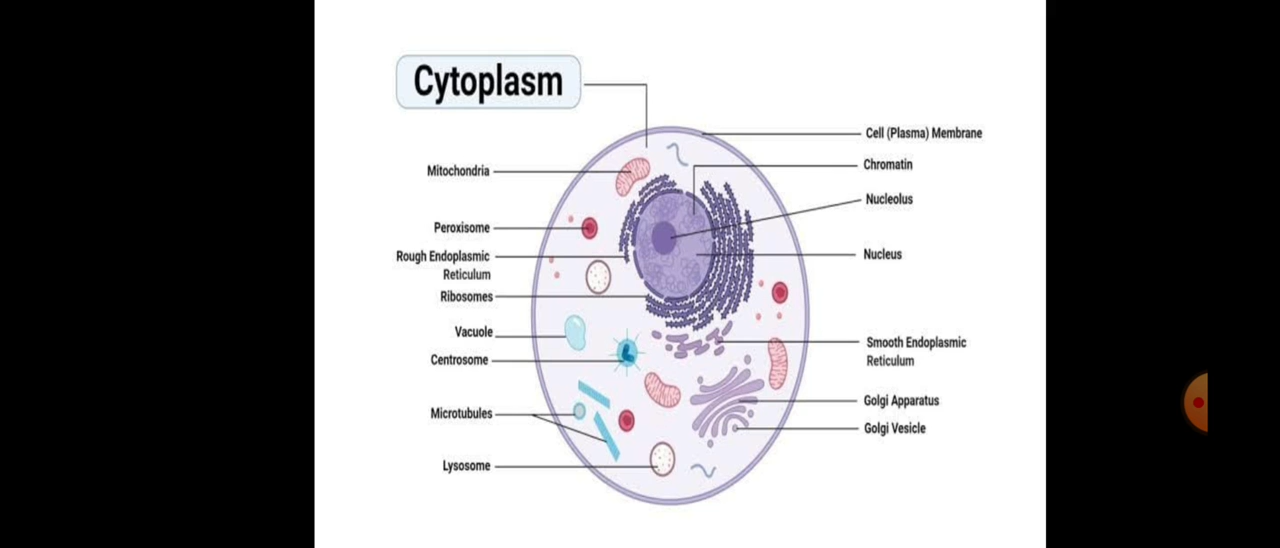 Cytoplasm
Mitochondria
Peroxisome
Rough Endoplasmic
Reticulum
Ribosomes
Vacuole
Centrosome
Microtubules
Lysosome
Cell (Plasma) Membrane
Chromatin
Nucleolus
Nucleus
Smooth Endoplasmic
Reticulum
Golgi Apparatus
Golgi Vesicle